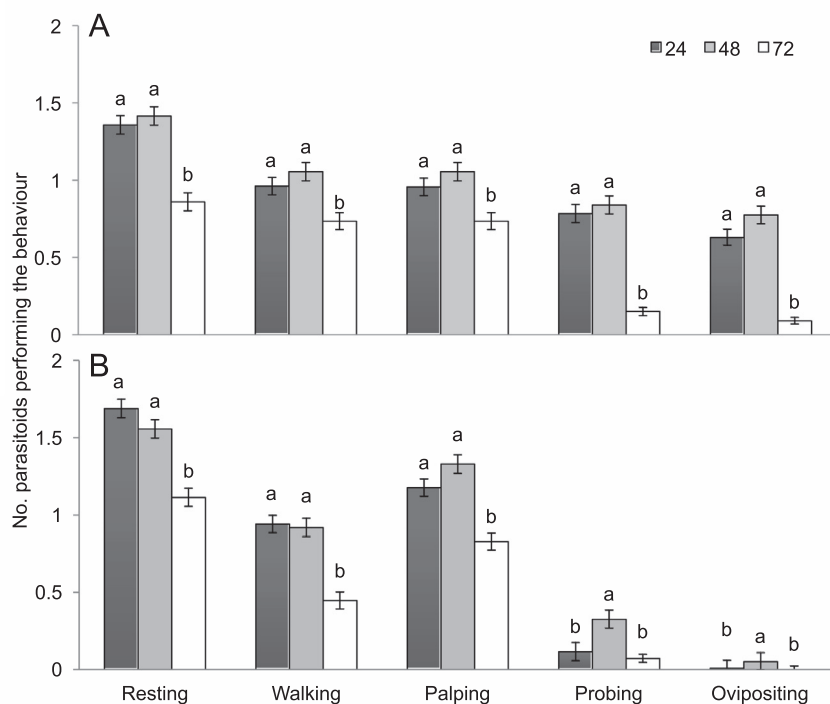 A
24 48 72
No. parasitoids performing the behaviour
2
1.5
1
0.5
0
a a b
a a b
a a b
a a b
a a b
B
2
1.5
1
0.5
0
a a b
a a b
a a b
b a b
b a b
Resting Walking Palping Probing Ovipositing